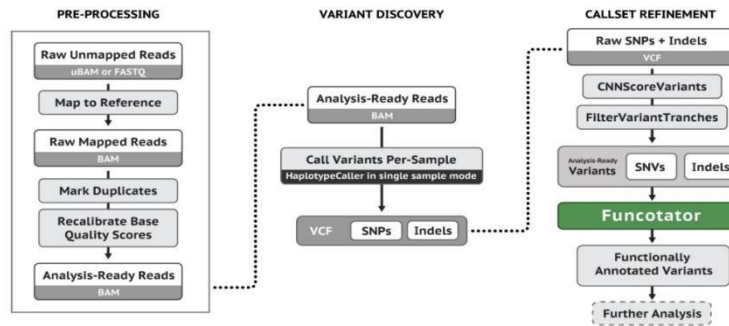 PRE-PROCESSING
Raw Unmapped Reads
uBAM or FASTQ
Map to Reference
Raw Mapped Reads
BAM
Mark Duplicates
Recalibrate Base
Quality Scores
Analysis-Ready Reads
BAM
VARIANT DISCOVERY
Analysis-Ready Reads
BAM
Call Variants Per-Sample
HaplotypeCaller in single sample mode
VCF SNPs Indels
CALLSET REFINEMENT
Raw SNPs + Indels
VCF
CNNScoreVariants
FilterVariantTranches
Analysis-Ready
Variants SNVs Indels
Funcotator
Functionally
Annotated Variants
Further Analysis